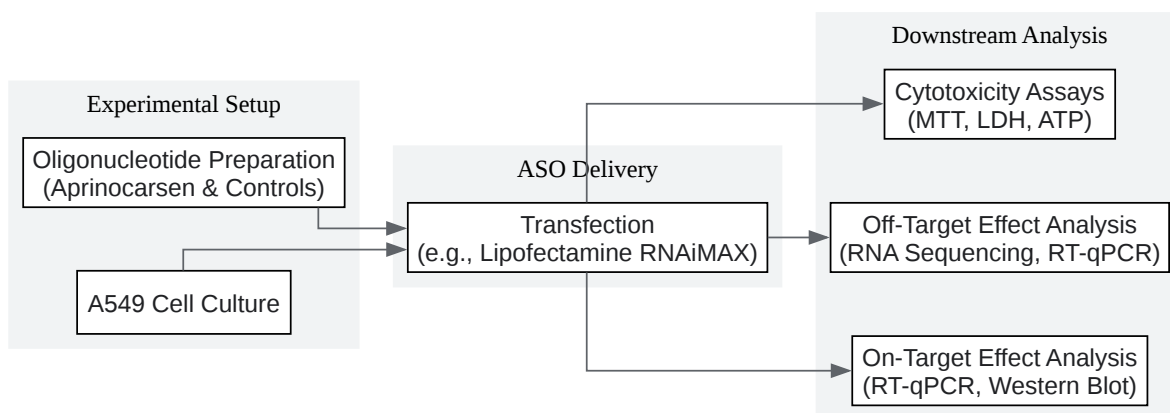 Experimental Setup
Oligonucleotide Preparation
(Aprinocarsen & Controls)
A549 Cell Culture
ASO Delivery
Transfection
(e.g., Lipofectamine RNAiMAX)
Downstream Analysis
Cytotoxicity Assays
(MTT, LDH, ATP)
Off-Target Effect Analysis
(RNA Sequencing, RT-qPCR)
On-Target Effect Analysis
(RT-qPCR, Western Blot)